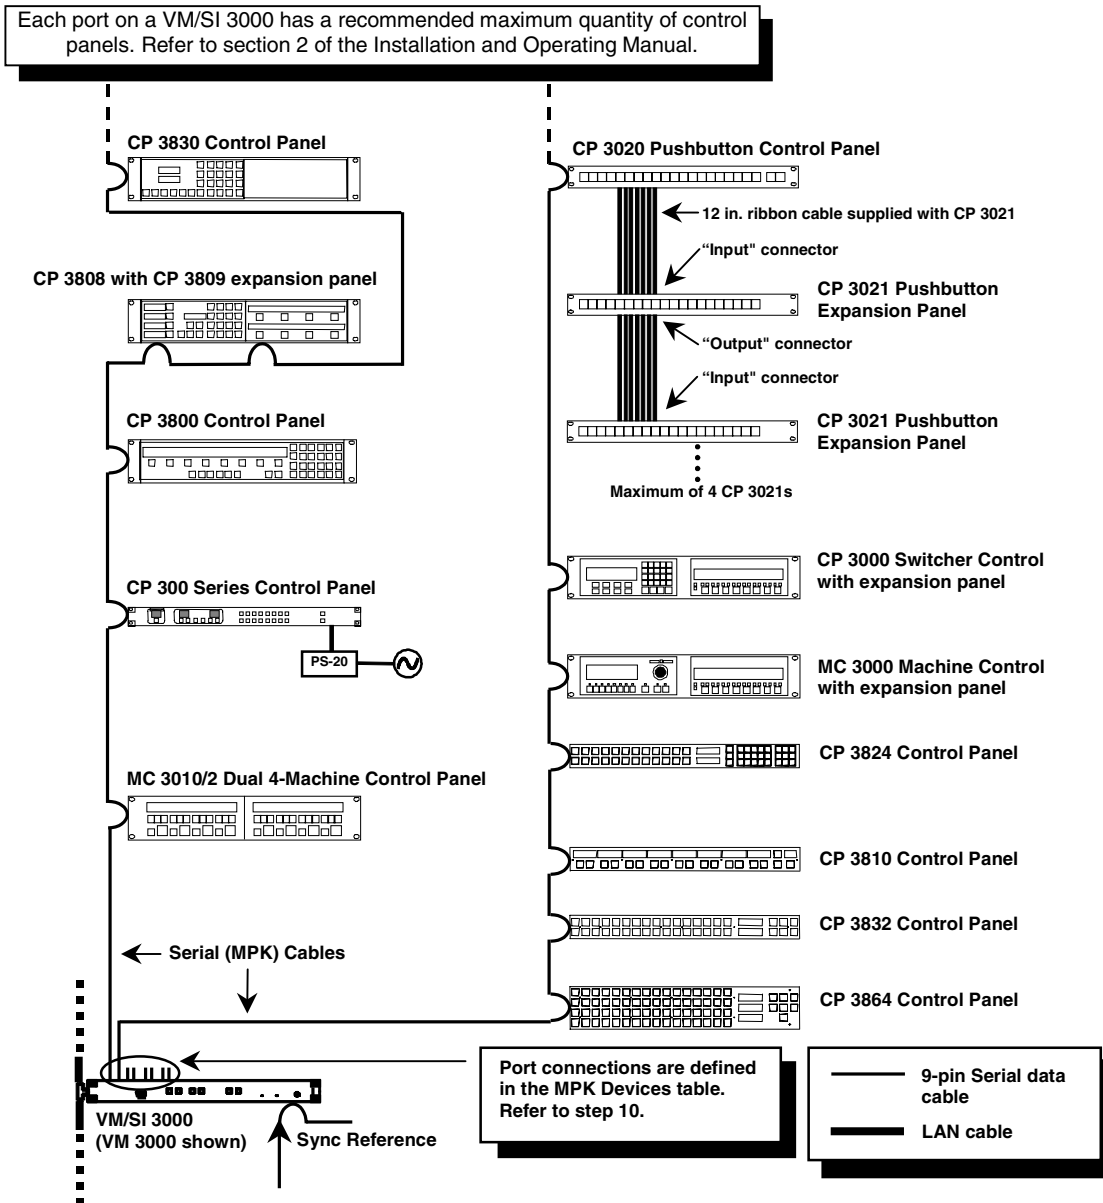 Each port on a VM/SI 3000 has a recommended maximum quantity of control
panels. Refer to section 2 of the Installation and Operating Manual.
CP 3830 Control Panel
CP 3808 with CP 3809 expansion panel
CP 3800 Control Panel
CP 300 Series Control Panel
PS-20
MC 3010/2 Dual 4-Machine Control Panel
Serial (MPK) Cables
VM/SI 3000
(VM 3000 shown)
Sync Reference
CP 3020 Pushbutton Control Panel
12 in. ribbon cable supplied with CP 3021
“Input" connector
CP 3021 Pushbutton
Expansion Panel
“Output" connector
“Input" connector
CP 3021 Pushbutton
Expansion Panel
Maximum of 4 CP 3021s
CP 3000 Switcher Control
with expansion panel
MC 3000 Machine Control
with expansion panel
CP 3824 Control Panel
CP 3810 Control Panel
CP 3832 Control Panel
CP 3864 Control Panel
Port connections are defined
in the MPK Devices table.
Refer to step 10.
9-pin Serial data
cable
LAN cable